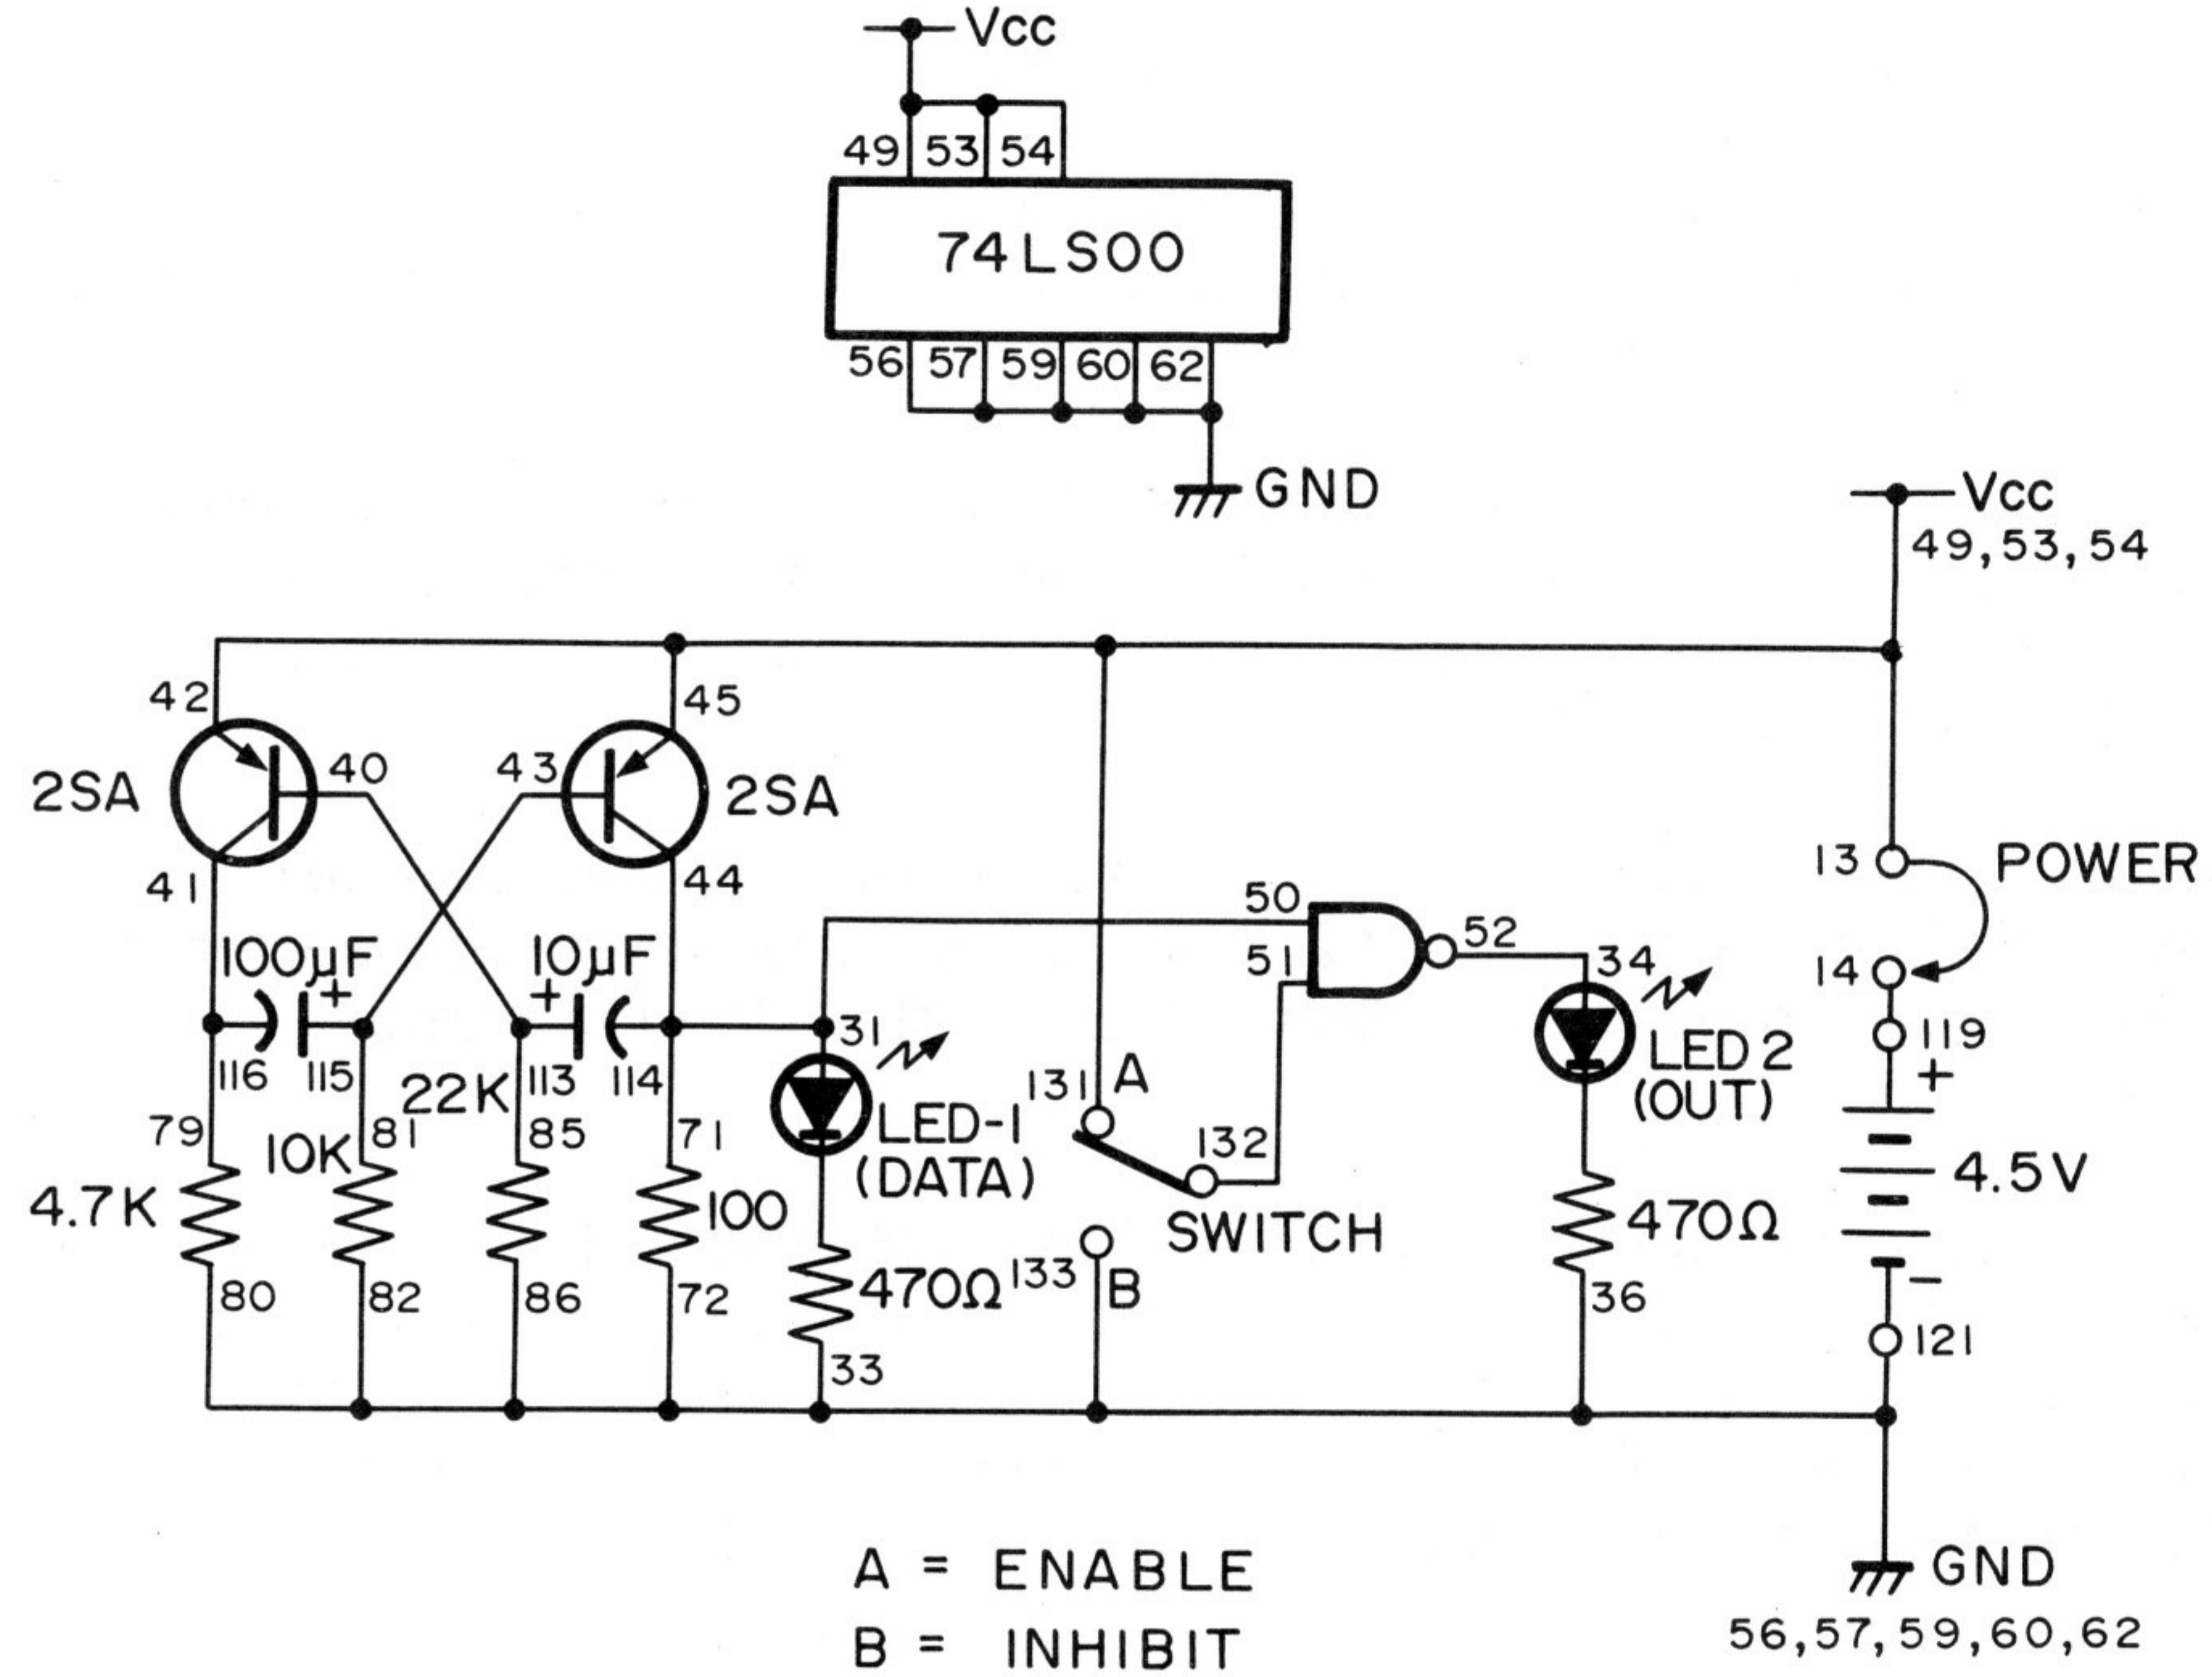 Vcc
49 53 54
74LS00
56 57 59 60 62
GND
Vcc
49,53,54
42
45
2SA
40
43
2SA
41
44
13
POWER
14
50
51
52
34
100µF
+
10µF
+
31
119
+
LED 2
(OUT)
116
115
22K
113
114
131
A
LED-1
(DATA)
132
79
10K
81
85
71
4.7K
100
SWITCH
470Ω
4.5V
470Ω
133
B
80
82
86
72
36
−
121
33
GND
56,57,59,60,62
A = ENABLE
B = INHIBIT